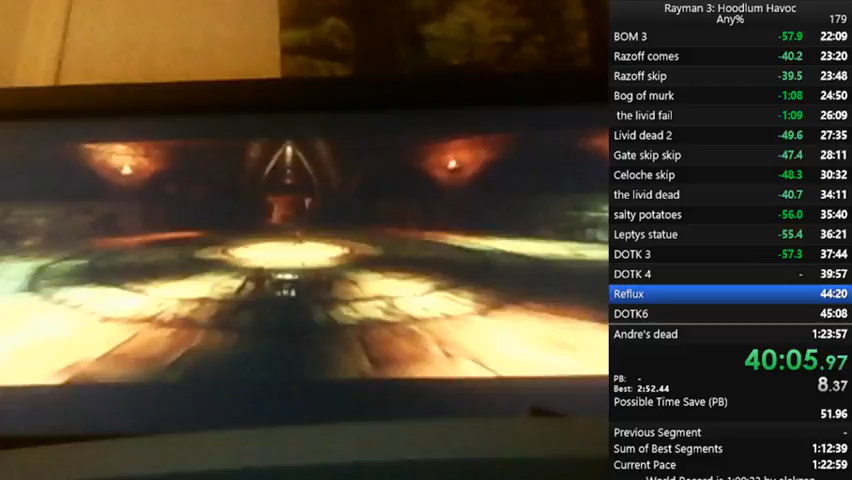 Rayman 3: Hoodlum Havoc
Any% 179
BOM 3 -57.9 22:09
Razoff comes -40.2 23:20
Razoff skip -39.5 23:48
Bog of murk -1:08 24:50
the livid fail -1:09 26:09
Livid dead 2 -49.6 27:35
Gate skip skip -47.4 28:11
Celoche skip -48.3 30:32
the livid dead -40.7 34:11
salty potatoes -56.0 35:40
Leptys statue -55.4 36:21
DOTK 3 -57.3 37:44
DOTK 4 - 39:57
Reflux 44:20
DOTK6 45:08
Andre's dead 1:23:57
40:05.97
PB: -
Best: 2:52.44 8.37
Possible Time Save (PB)
51.96
Previous Segment -
Sum of Best Segments 1:12:39
Current Pace 1:22:59
World Record is by